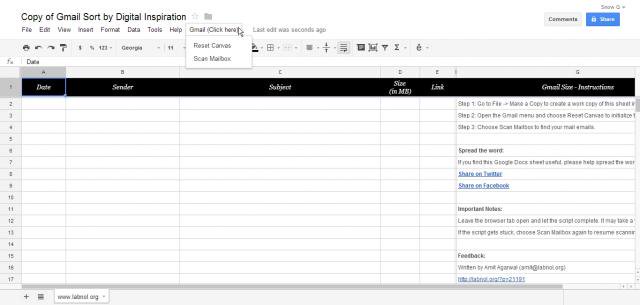 Snow G
Copy of Gmail Sort by Digital Inspiration
Comments
Share
File Edit View Insert Format Data Tools Help Gmail (Click here) Last edit was seconds ago
Reset Canvas
Scan Mailbox
$ % 123 Georgia 11
fx Date
A B C D E G
1 Date Sender Subject Size (in MB) Link Gmail Size - Instructions
2 Step 1: Go to File -> Make a Copy to create a work copy of this sheet i
3 Step 2: Open the Gmail menu and choose Reset Canvas to initialize t
4 Step 3: Choose Scan Mailbox to find your mail emails.
5
6 Spread the word:
7 If you find this Google Docs sheet useful, please help spread the wor
8 Share on Twitter
9 Share on Facebook
10
11 Important Notes:
12 Leave the browser tab open and let the script complete. It may take a
13 If the script gets stuck, choose Scan Mailbox again to resume scannin
14
15 Feedback:
16 Written by Amit Agarwal (amit@labnol.org)
17 http://labnol.org/?p=21191
www.labnol.org